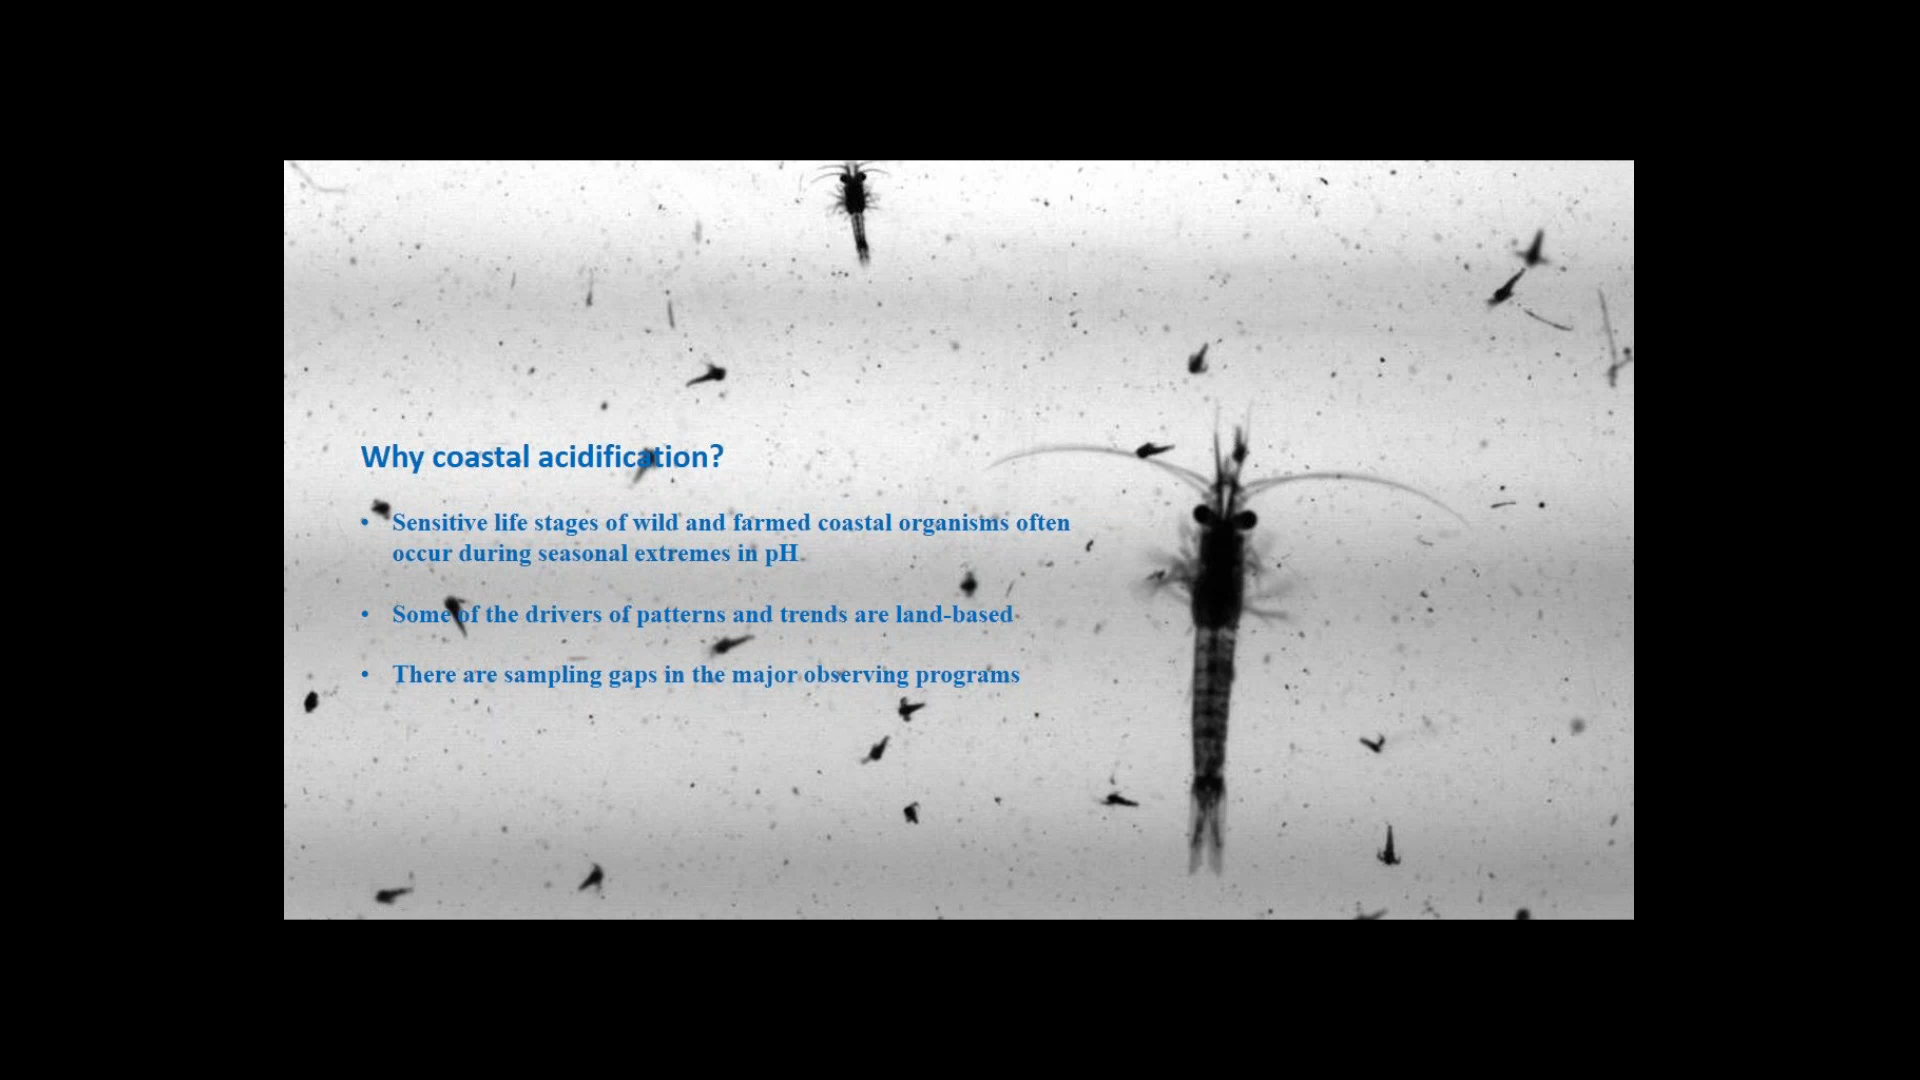 Why coastal acidification?
• Sensitive life stages of wild and farmed coastal organisms often
occur during seasonal extremes in pH
• Some of the drivers of patterns and trends are land-based
• There are sampling gaps in the major observing programs